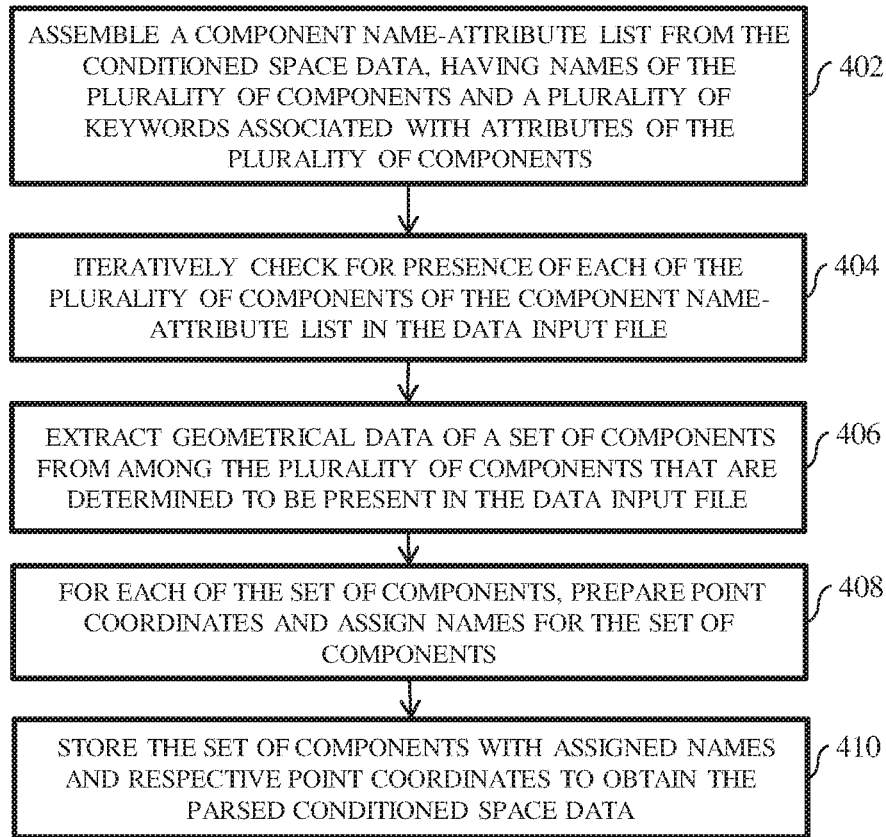 ASSEMBLE A COMPONENT NAME-ATTRIBUTE LIST FROM THE
CONDITIONED SPACE DATA, HAVING NAMES OF THE
PLURALITY OF COMPONENTS AND A PLURALITY OF
KEYWORDS ASSOCIATED WITH ATTRIBUTES OF THE
PLURALITY OF COMPONENTS
402
ITERATIVELY CHECK FOR PRESENCE OF EACH OF THE
PLURALITY OF COMPONENTS OF THE COMPONENT NAME-
ATTRIBUTE LIST IN THE DATA INPUT FILE
404
EXTRACT GEOMETRICAL DATA OF A SET OF COMPONENTS
FROM AMONG THE PLURALITY OF COMPONENTS THAT ARE
DETERMINED TO BE PRESENT IN THE DATA INPUT FILE
406
FOR EACH OF THE SET OF COMPONENTS, PREPARE POINT
COORDINATES AND ASSIGN NAMES FOR THE SET OF
COMPONENTS
408
STORE THE SET OF COMPONENTS WITH ASSIGNED NAMES
AND RESPECTIVE POINT COORDINATES TO OBTAIN THE
PARSED CONDITIONED SPACE DATA
410